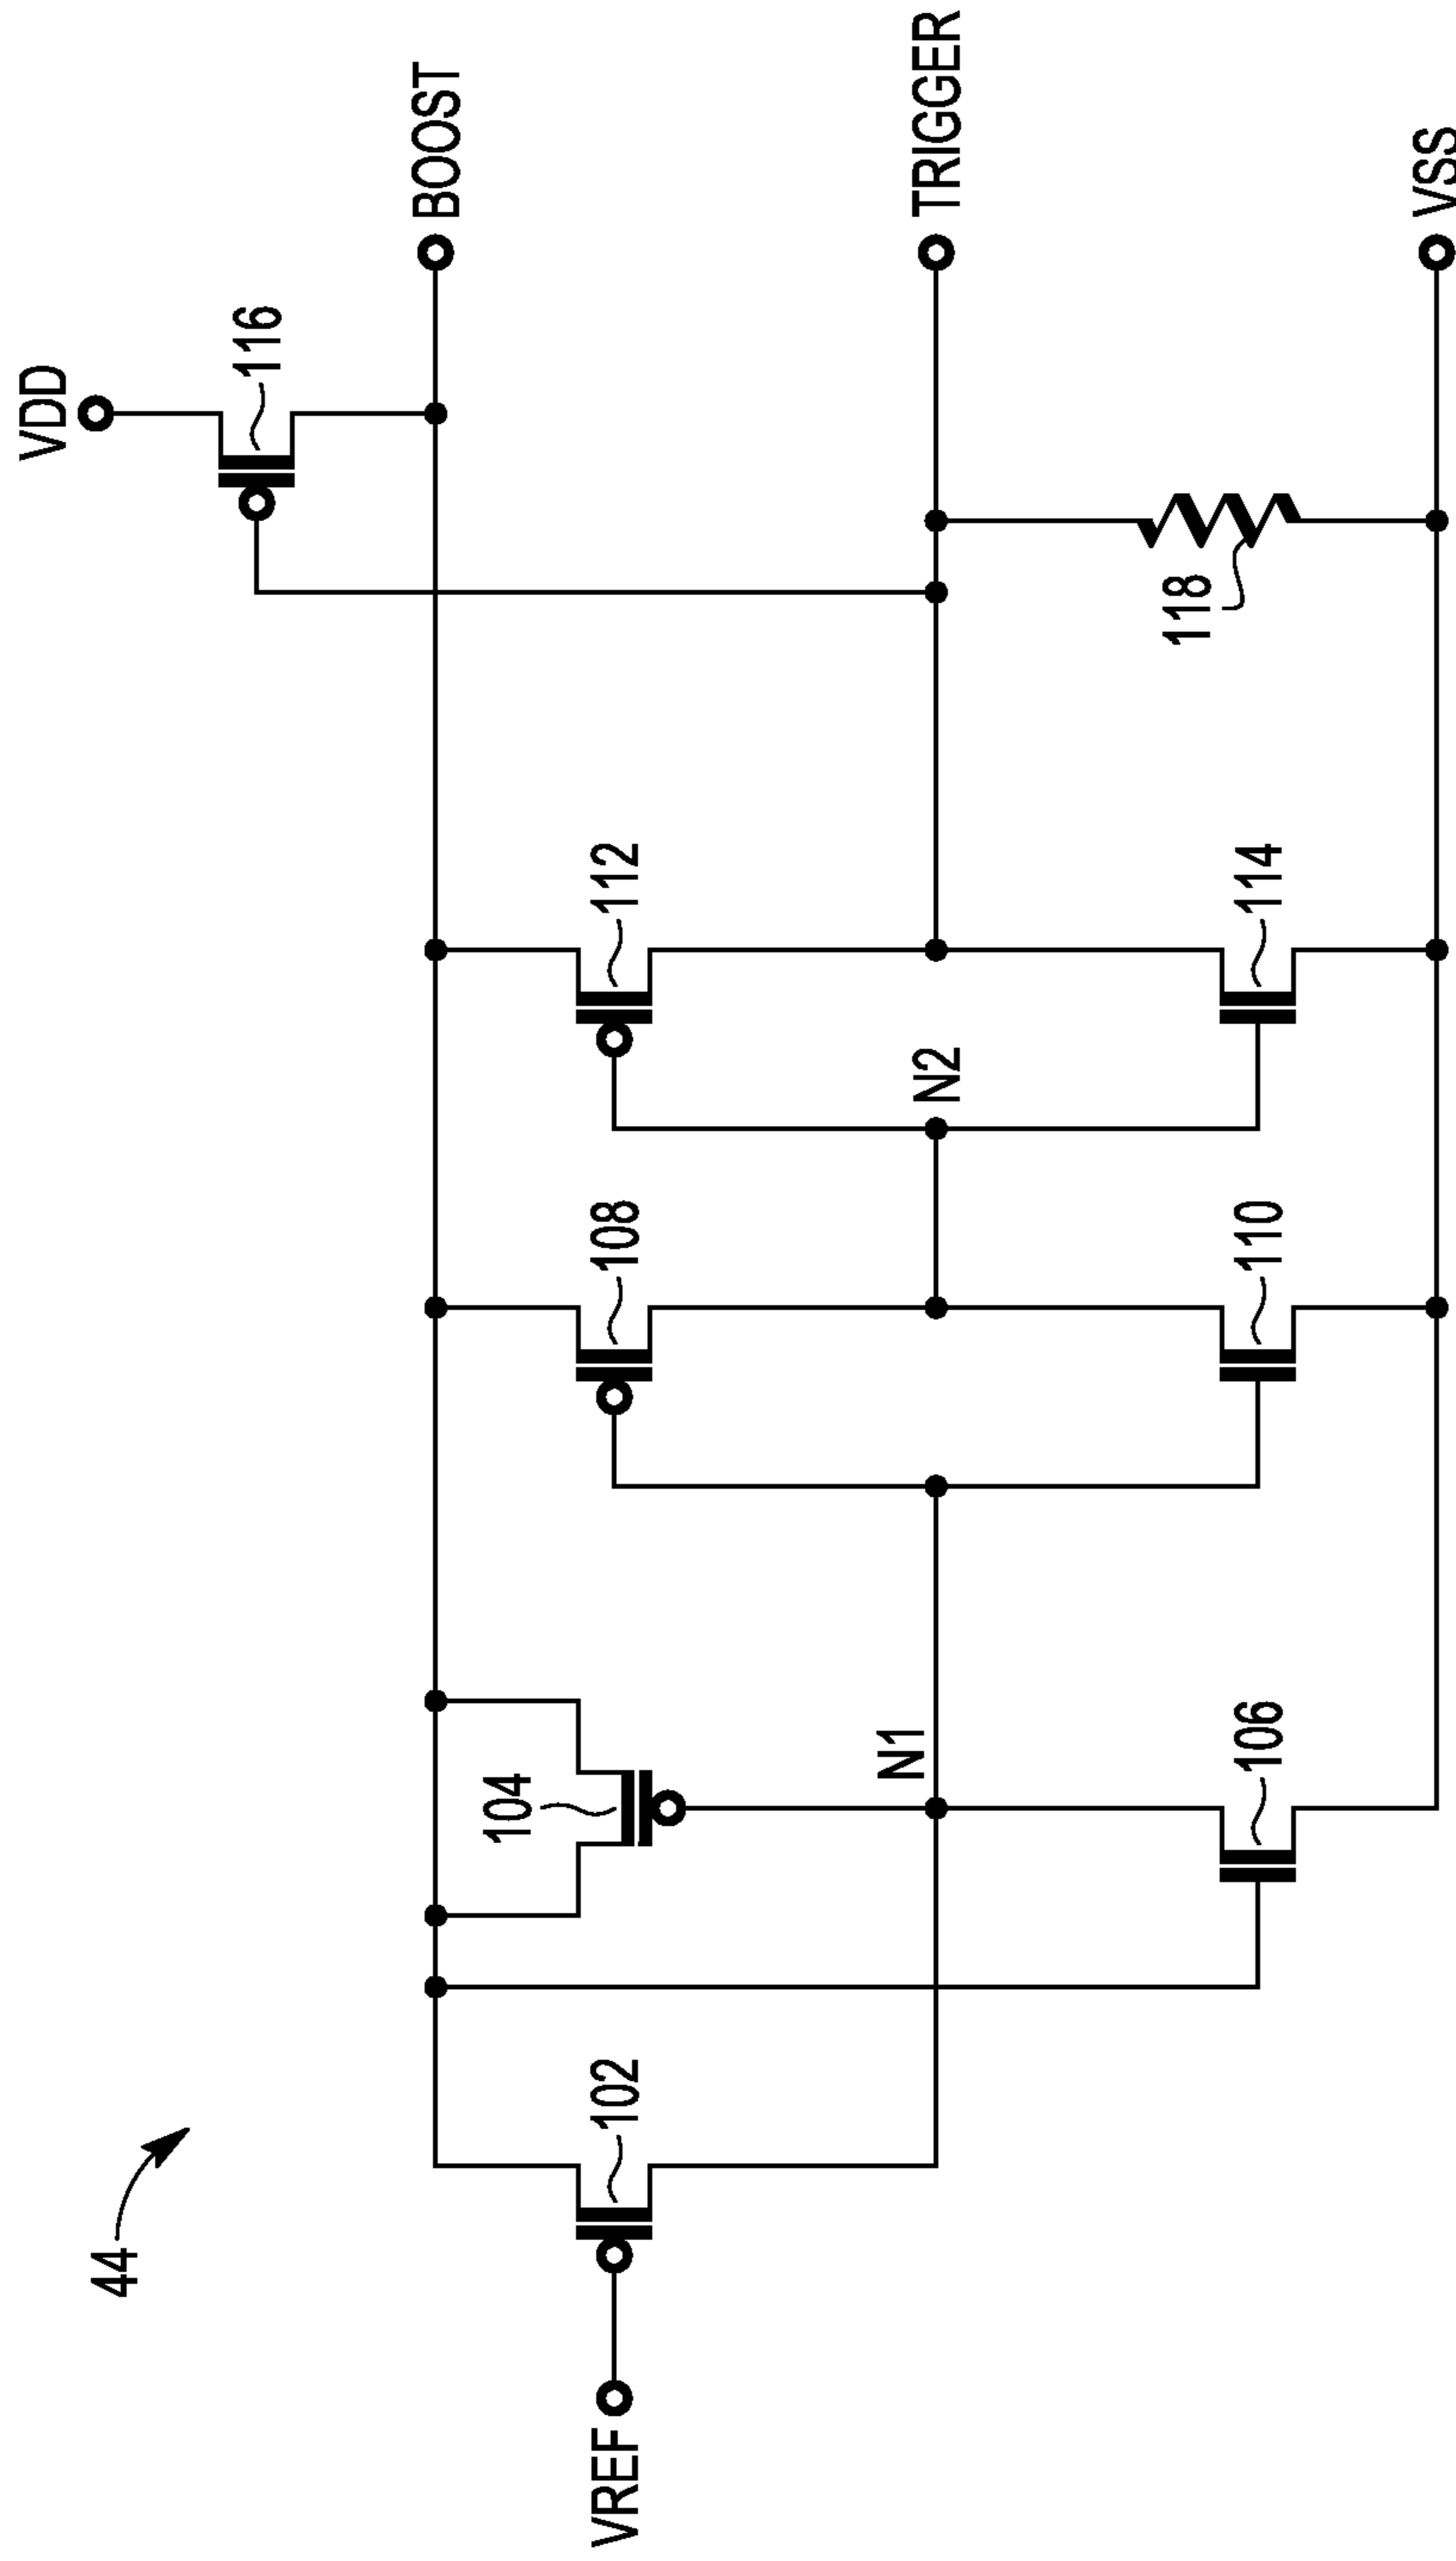 44
VDD
116
BOOST
102
104
108
112
VREF
N1
N2
TRIGGER
106
110
114
118
VSS